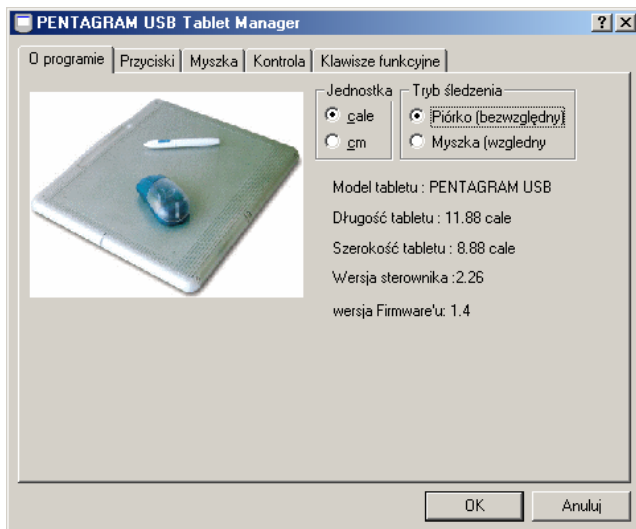 PENTAGRAM USB Tablet Manager
O programie Przyciski Myszka Kontrola Klawisze funkcyjne
Jednostka Tryb śledzenia
cale Piórko (bezwzględny)
cm Myszka (wzgledny
Model tabletu : PENTAGRAM USB
Długość tabletu : 11.88 cale
Szerokość tabletu : 8.88 cale
Wersja sterownika :2.26
wersja Firmware'u: 1.4
OK Anuluj